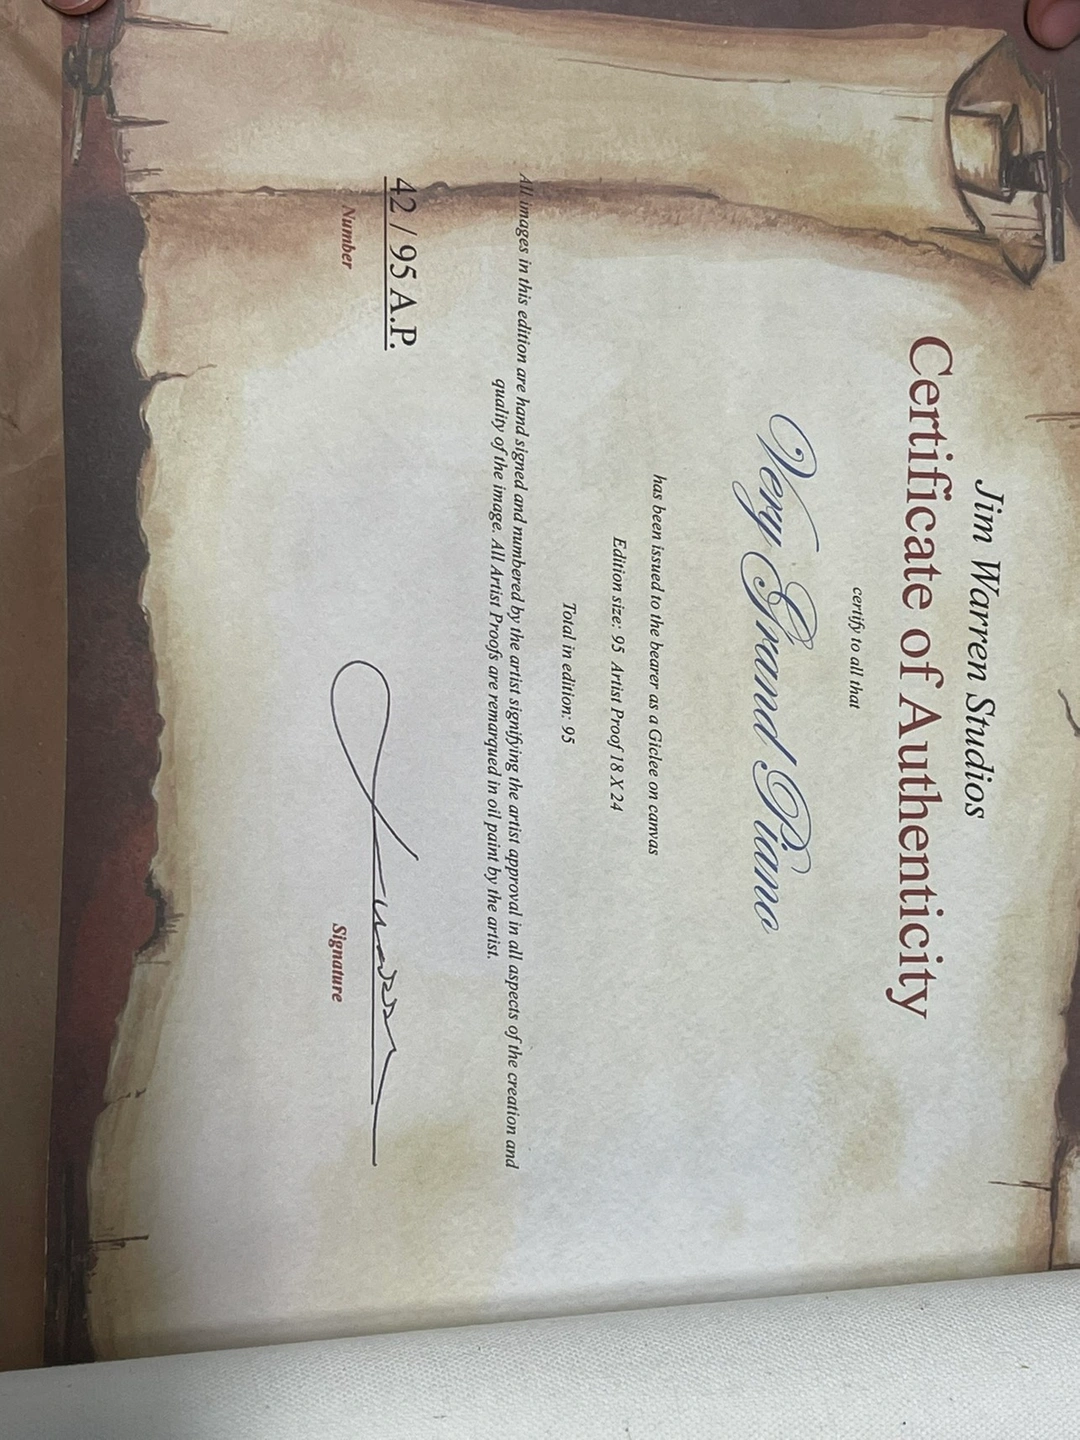 Jim Warren Studios
Certificate of Authenticity
certify to all that
Very Grand Piano
has been issued to the bearer as a Giclee on canvas
Edition size: 95 Artist Proof 18 X 24
Total in edition: 95
All images in this edition are hand signed and numbered by the artist signifying the artist approval in all aspects of the creation and
quality of the image. All Artist Proofs are remarqued in oil paint by the artist.
42 / 95 A.P.
Number
Signature